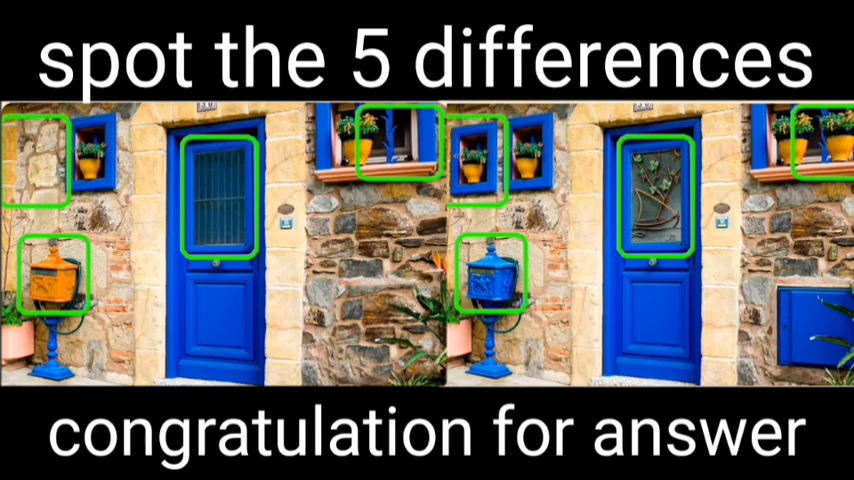 spot the 5 differences
congratulation for answer